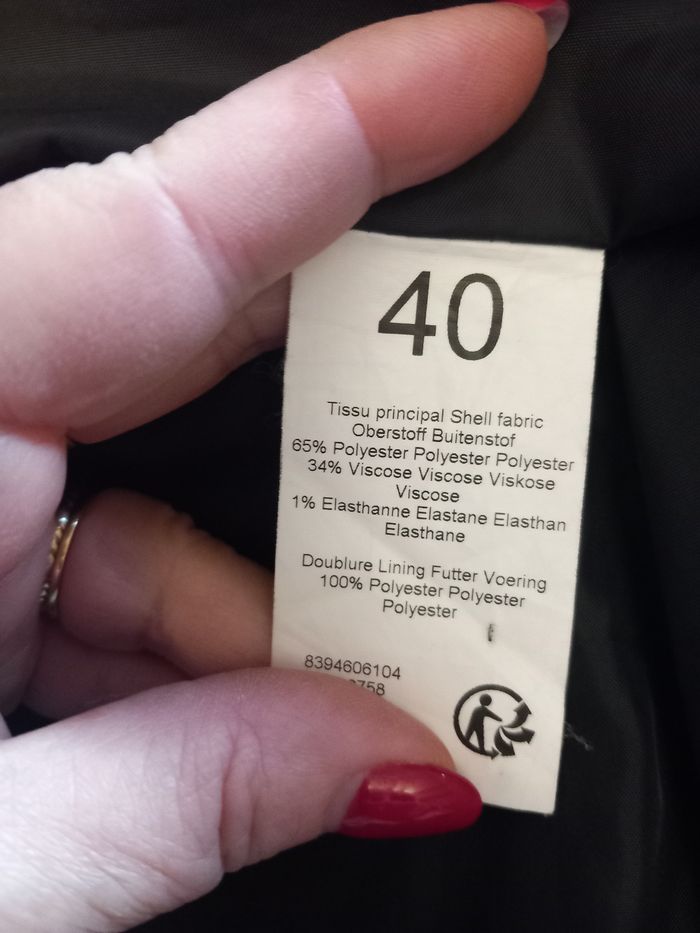 40
Tissu principal Shell fabric
Oberstoff Buitenstof
65% Polyester Polyester Polyester
34% Viscose Viscose Viskose
Viscose
1% Elasthanne Elastane Elasthan
Elasthane
Doublure Lining Futter Voering
100% Polyester Polyester
Polyester
8394606104